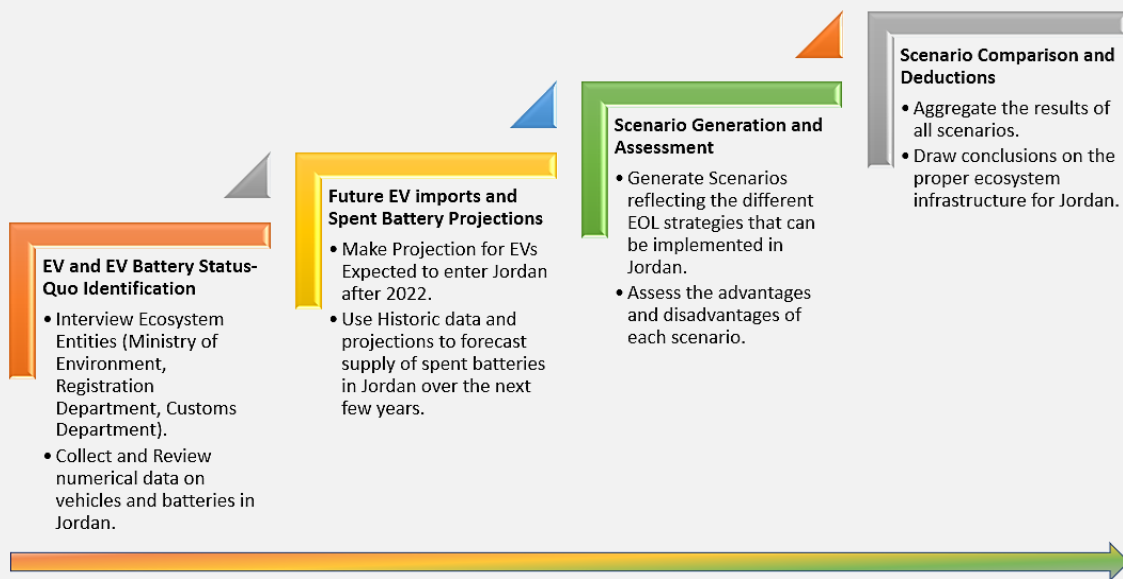 EV and EV Battery Status-
Quo Identification
• Interview Ecosystem
Entities (Ministry of
Environment,
Registration
Department, Customs
Department).
• Collect and Review
numerical data on
vehicles and batteries in
Jordan.
Future EV imports and
Spent Battery Projections
• Make Projection for EVs
Expected to enter Jordan
after 2022.
• Use Historic data and
projections to forecast
supply of spent batteries
in Jordan over the next
few years.
Scenario Generation and
Assessment
• Generate Scenarios
reflecting the different
EOL strategies that can
be implemented in
Jordan.
• Assess the advantages
and disadvantages of
each scenario.
Scenario Comparison and
Deductions
• Aggregate the results of
all scenarios.
• Draw conclusions on the
proper ecosystem
infrastructure for Jordan.